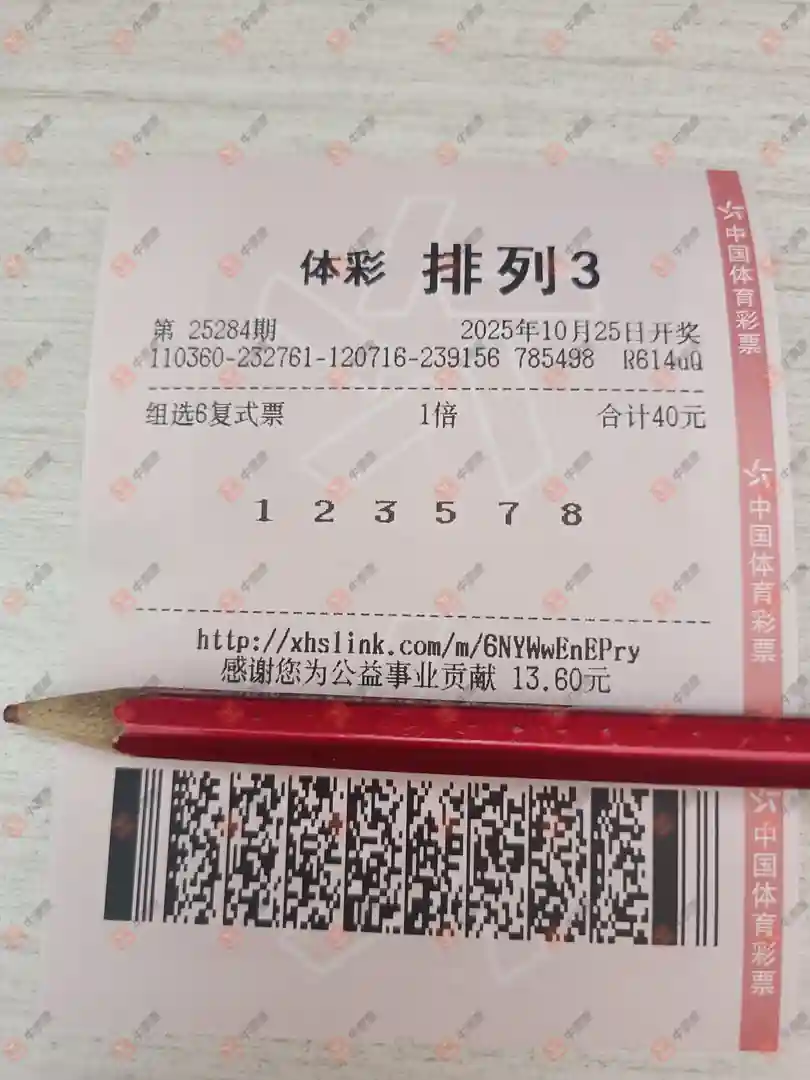 体彩 排列3
第 25284期 2025年10月25日开奖
110360-232761-120716-239156 785498 R614uQ
组选6复式票 1倍 合计40元
1 2 3 5 7 8
http://xhslink.com/m/6NYWwEnEPry
感谢您为公益事业贡献 13.60元
中国体育彩票
中国体育彩票
中国体育彩票